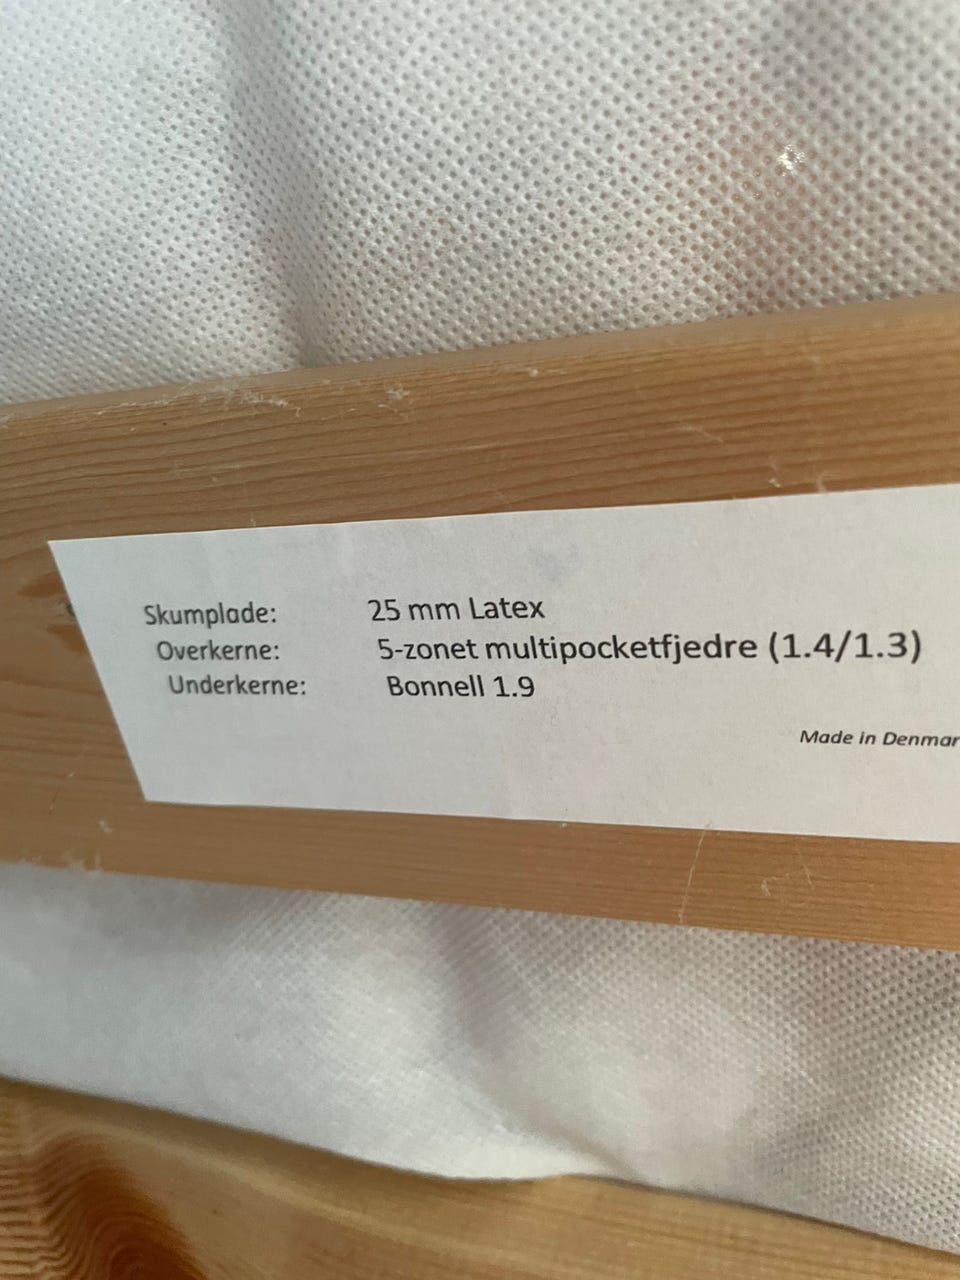 Skumplade: 25 mm Latex
Overkerne: 5-zonet multipocketfjedre (1.4/1.3)
Underkerne: Bonnell 1.9
Made in Denmar